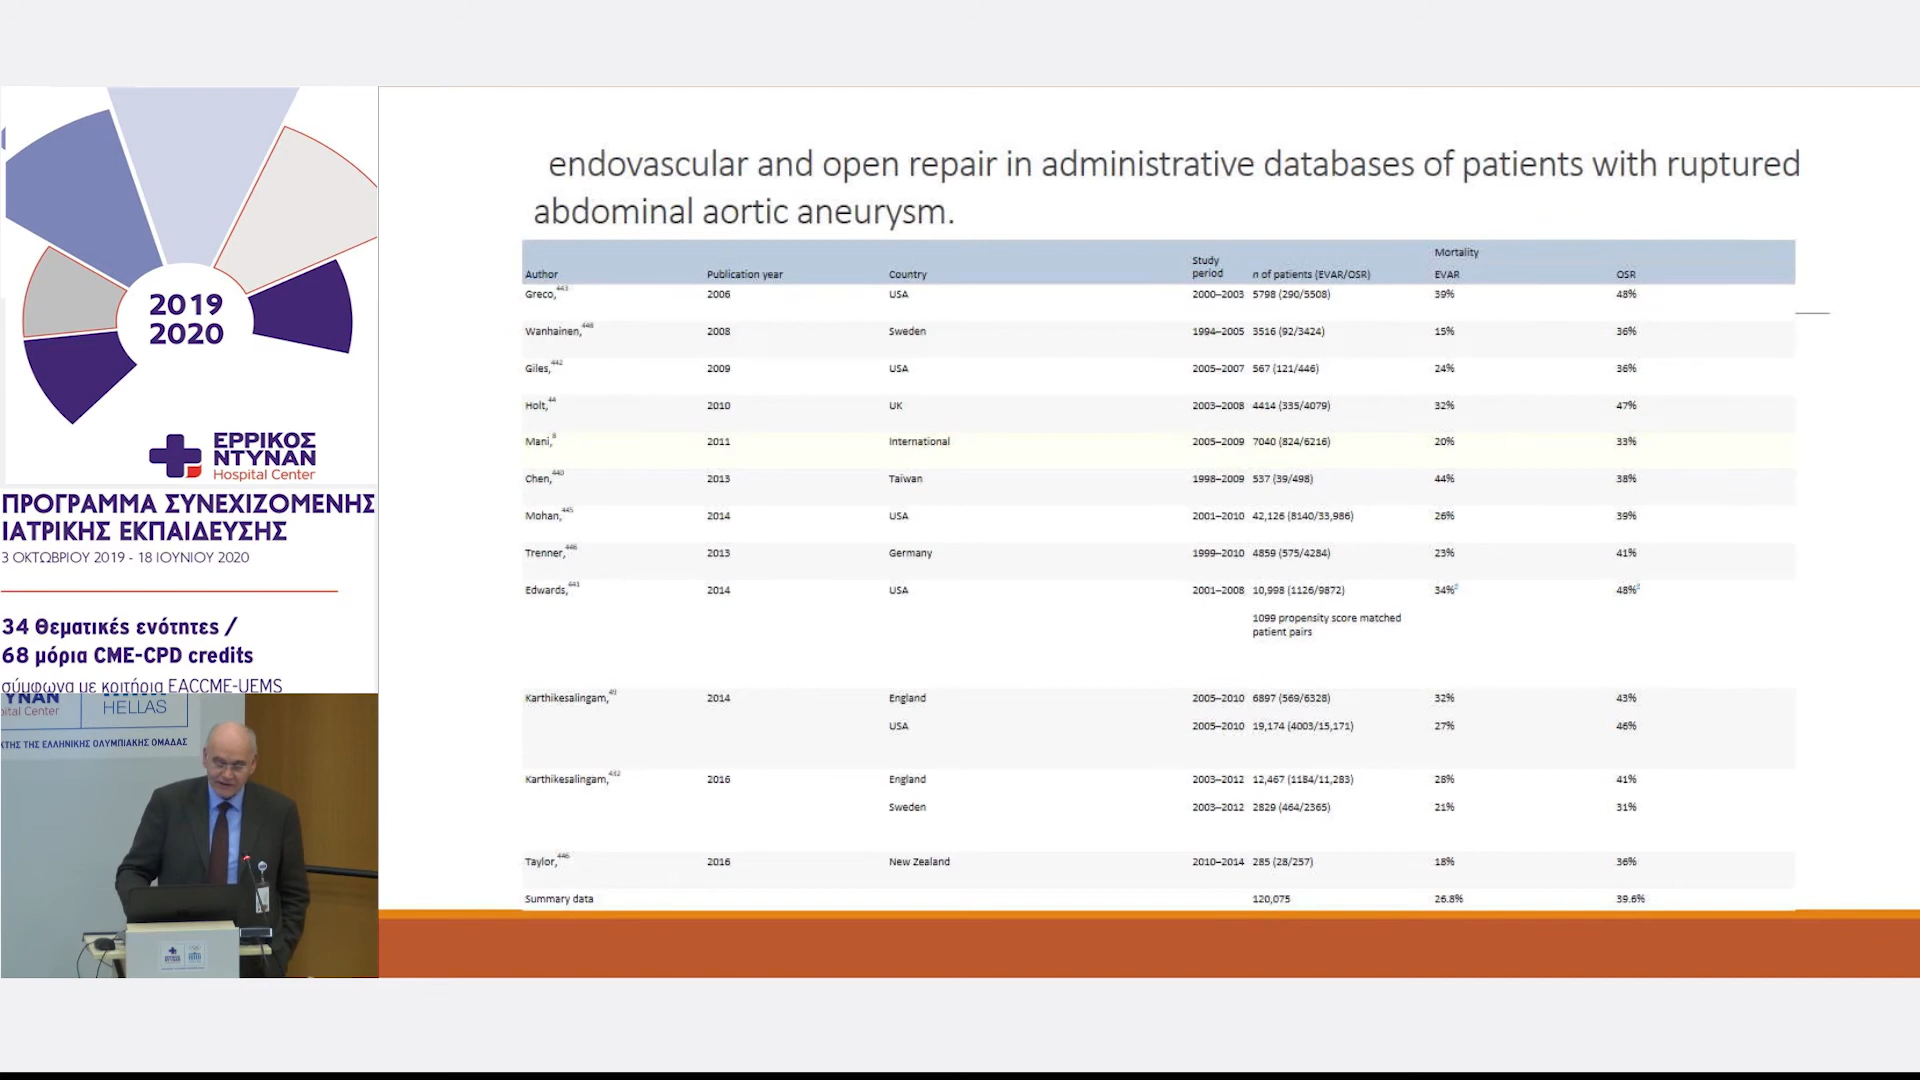 2019
2020
ΕΡΡΙΚΟΣ
ΝΤΥΝΑΝ
Hospital Center
ΠΡΟΓΡΑΜΜΑ ΣΥΝΕΧΙΖΟΜΕΝΗΣ
ΙΑΤΡΙΚΗΣ ΕΚΠΑΙΔΕΥΣΗΣ
3 ΟΚΤΩΒΡΙΟΥ 2019 - 18 ΙΟΥΝΙΟΥ 2020
34 Θεματικές ενότητες /
68 μόρια CME-CPD credits
σύμφωνα με κριτήρια EACCME-UEMS
ΥΝΑΝ
ital Center
HELLAS
ΚΤΗΣ ΤΗΣ ΕΛΛΗΝΙΚΗΣ ΟΛΥΜΠΙΑΚΗΣ ΟΜΑΔΑΣ
endovascular and open repair in administrative databases of patients with ruptured
abdominal aortic aneurysm.
Mortality
Author Publication year Country Study period n of patients (EVAR/OSR) EVAR OSR
Greco,443 2006 USA 2000–2003 5798 (290/5508) 39% 48%
Wanhainen,448 2008 Sweden 1994–2005 3516 (92/3424) 15% 36%
Giles,442 2009 USA 2005–2007 567 (121/446) 24% 36%
Holt,44 2010 UK 2003–2008 4414 (335/4079) 32% 47%
Mani,8 2011 International 2005–2009 7040 (824/6216) 20% 33%
Chen,440 2013 Taiwan 1998–2009 537 (39/498) 44% 38%
Mohan,445 2014 USA 2001–2010 42,126 (8140/33,986) 26% 39%
Trenner,446 2013 Germany 1999–2010 4859 (575/4284) 23% 41%
Edwards,441 2014 USA 2001–2008 10,998 (1126/9872) 34% 48%
1099 propensity score matched
patient pairs
Karthikesalingam,49 2014 England 2005–2010 6897 (569/6328) 32% 43%
USA 2005–2010 19,174 (4003/15,171) 27% 46%
Karthikesalingam,432 2016 England 2003–2012 12,467 (1184/11,283) 28% 41%
Sweden 2003–2012 2829 (464/2365) 21% 31%
Taylor,446 2016 New Zealand 2010–2014 285 (28/257) 18% 36%
Summary data 120,075 26.8% 39.6%